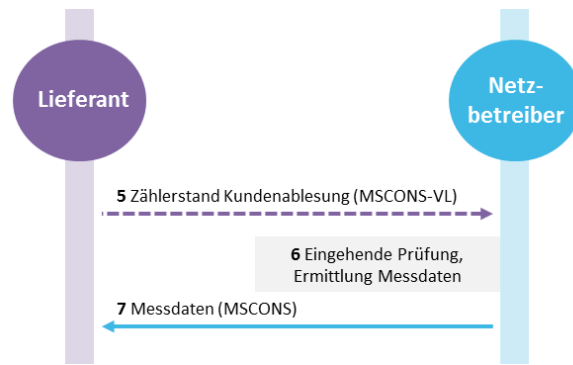 Lieferant
Netz-
betreiber
5 Zählerstand Kundenablesung (MSCONS-VL)
6 Eingehende Prüfung,
Ermittlung Messdaten
7 Messdaten (MSCONS)